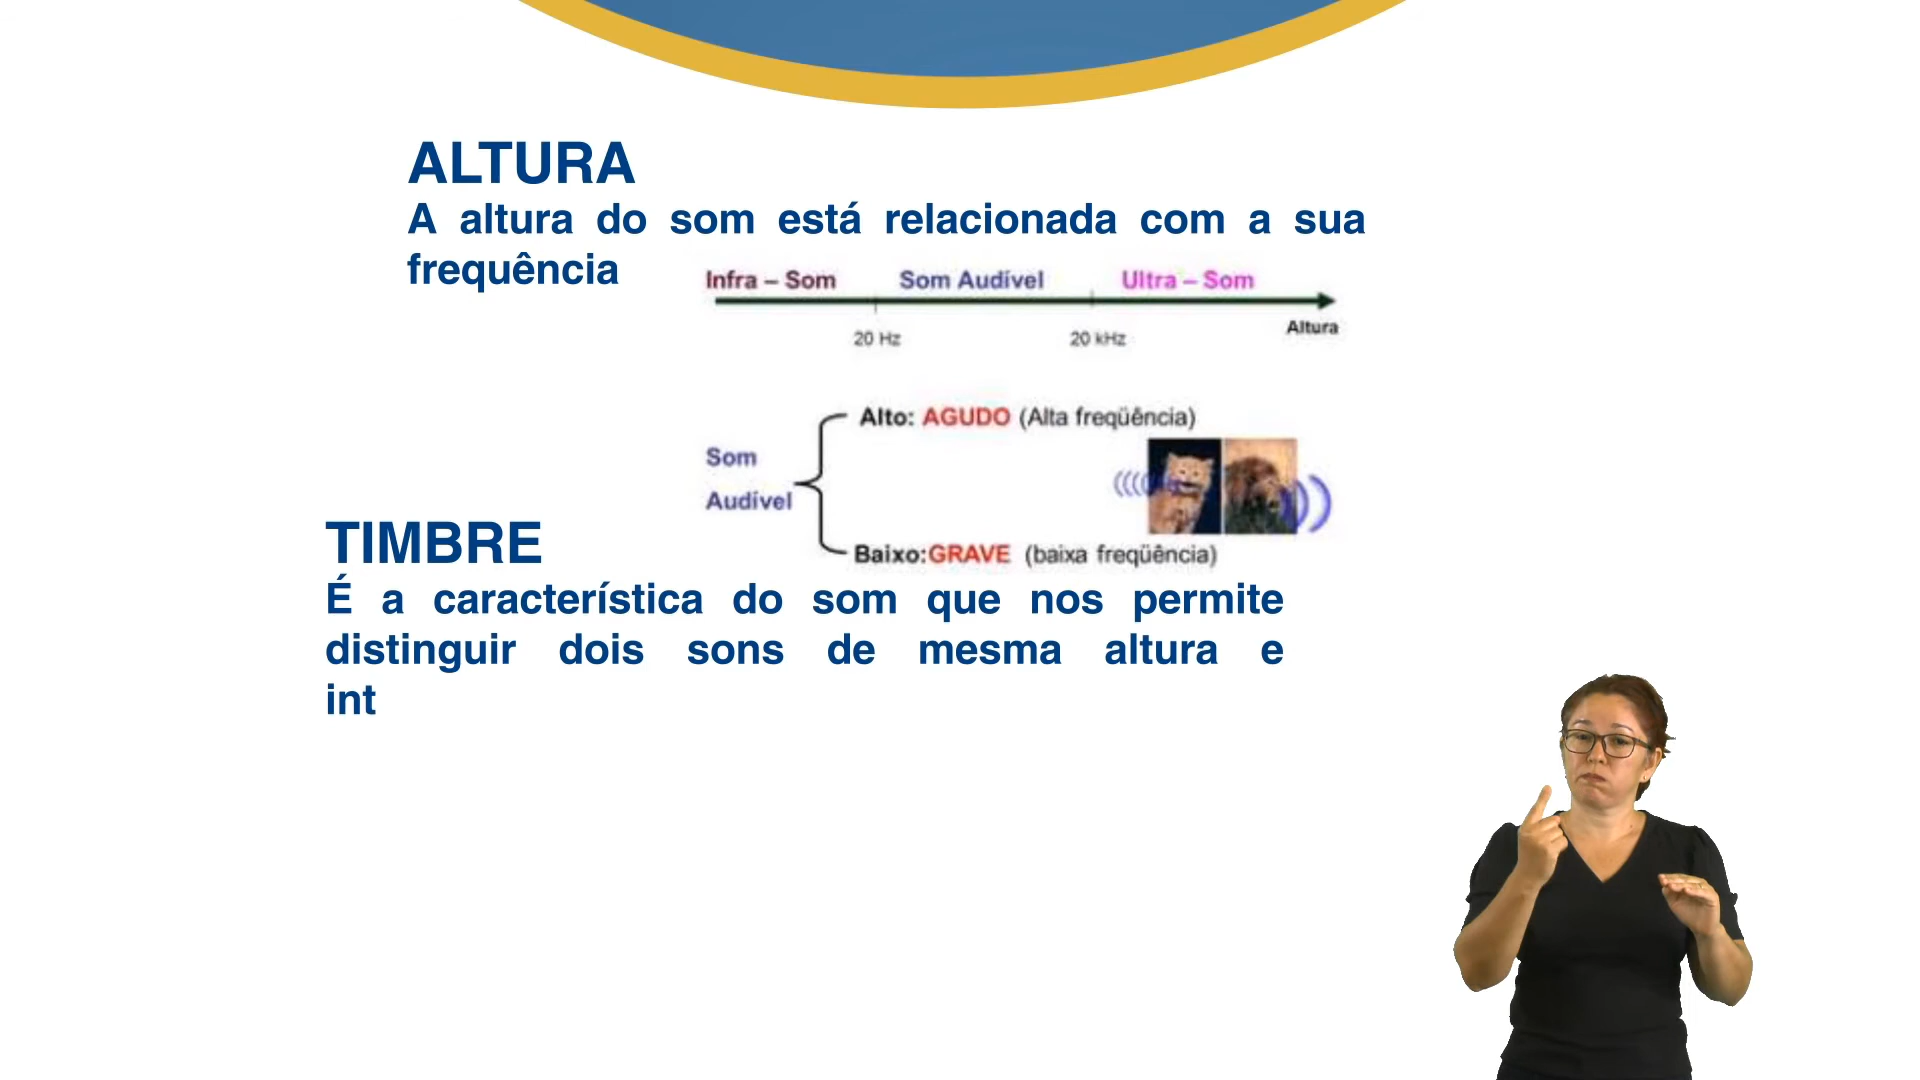 ALTURA
A altura do som está relacionada com a sua
frequência
Infra – Som Som Audível Ultra – Som
Altura
20 Hz 20 kHz
Alto: AGUDO (Alta freqüência)
Som
Audível
Baixo:GRAVE (baixa freqüência)
TIMBRE
É a característica do som que nos permite
distinguir dois sons de mesma altura e
int